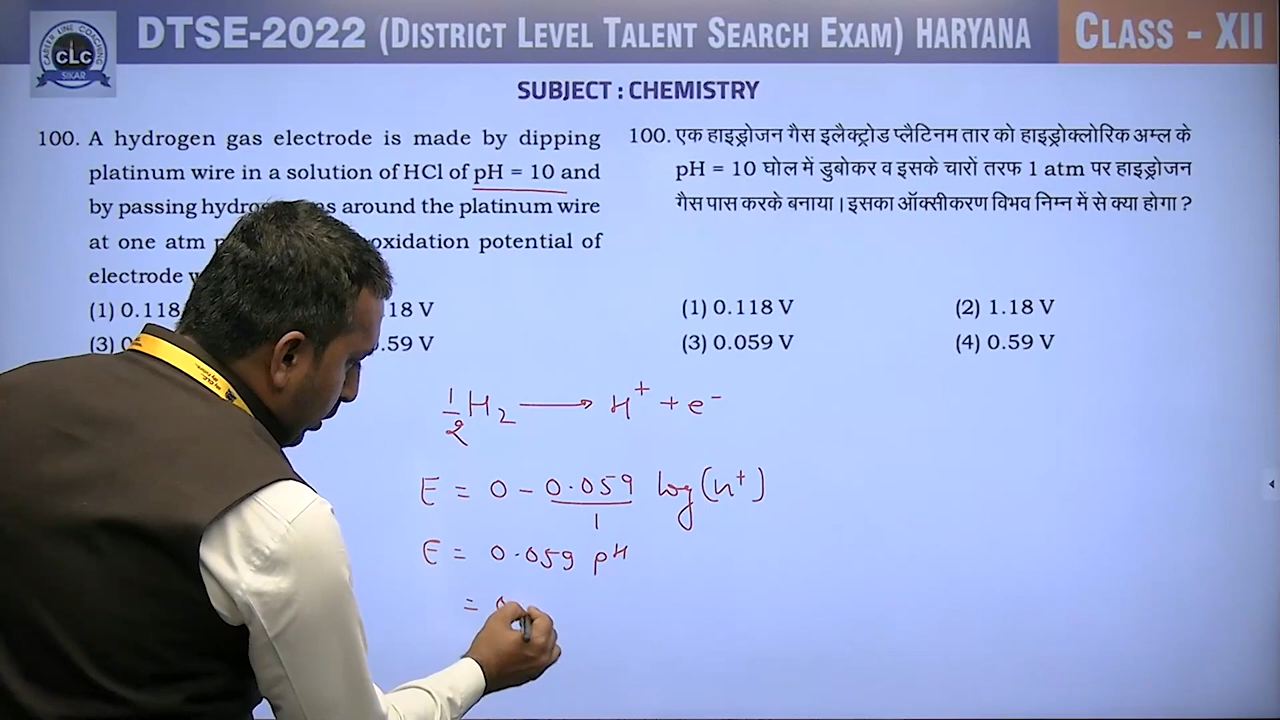 DTSE-2022 (DISTRICT LEVEL TALENT SEARCH EXAM) HARYANA
CLASS - XII
CAREER LINE COACHING
CLC
SIKAR
SUBJECT : CHEMISTRY
100. A hydrogen gas electrode is made by dipping
platinum wire in a solution of HCl of pH = 10 and
by passing around the platinum wire
at one atm oxidation potential of
electrode
(1) 0.118
18 V
(3)
.59 V
100. एक हाइड्रोजन गैस इलैक्ट्रोड प्लैटिनम तार को हाइड्रोक्लोरिक अम्ल के
pH = 10 घोल में डुबोकर व इसके चारों तरफ 1 atm पर हाइड्रोजन
गैस पास करके बनाया। इसका ऑक्सीकरण विभव निम्न में से क्या होगा ?
(1) 0.118 V (2) 1.18 V
(3) 0.059 V (4) 0.59 V
½H₂ ⟶ H⁺ + e⁻
E = 0 - 0.059/1 log(H⁺)
E = 0.059 pH
=